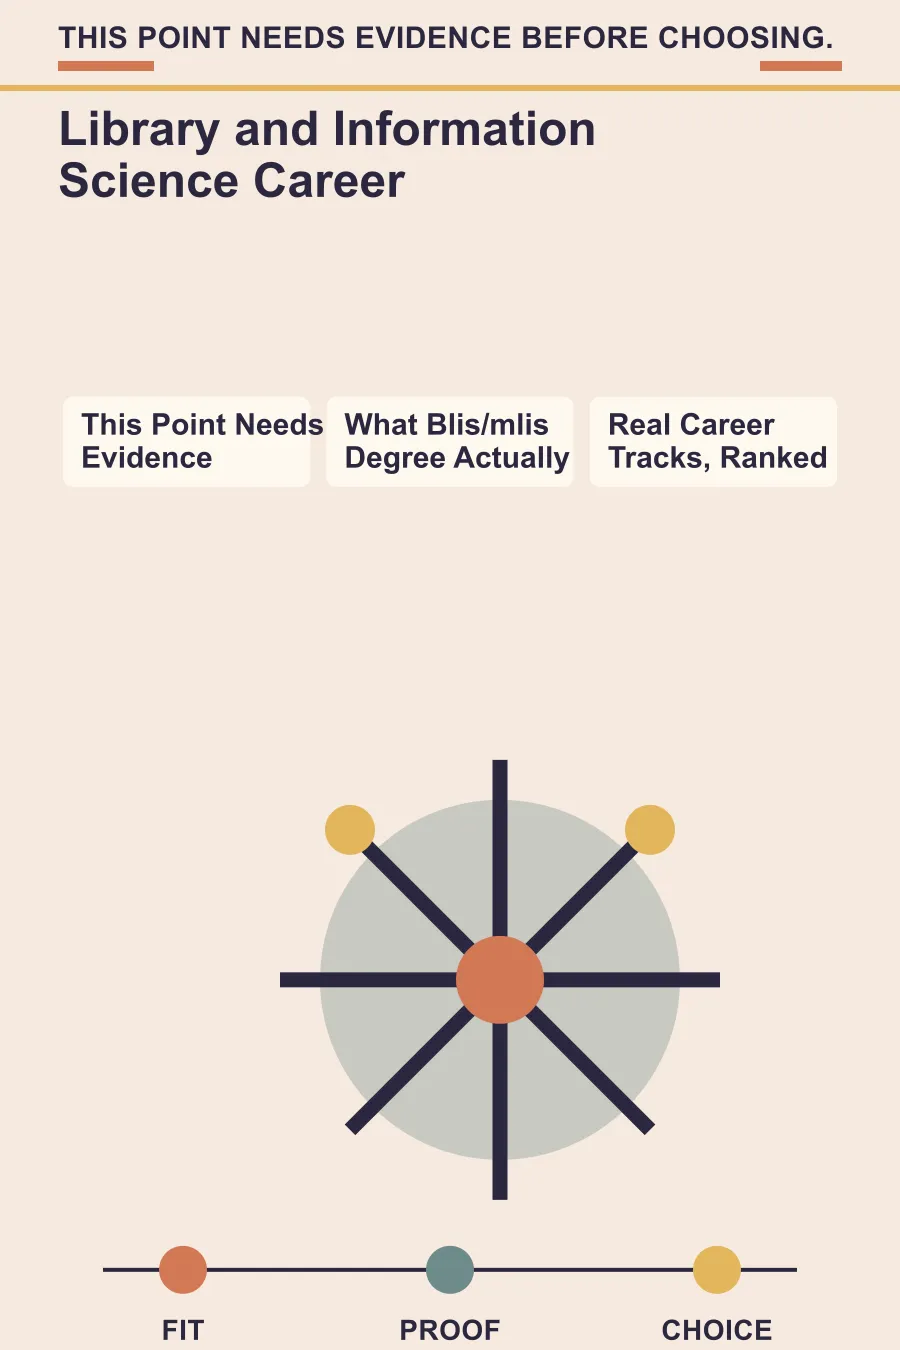 THIS POINT NEEDS EVIDENCE BEFORE CHOOSING.
Library and Information
Science Career
This Point Needs
Evidence
What Blis/mlis
Degree Actually
Real Career
Tracks, Ranked
FIT
PROOF
CHOICE